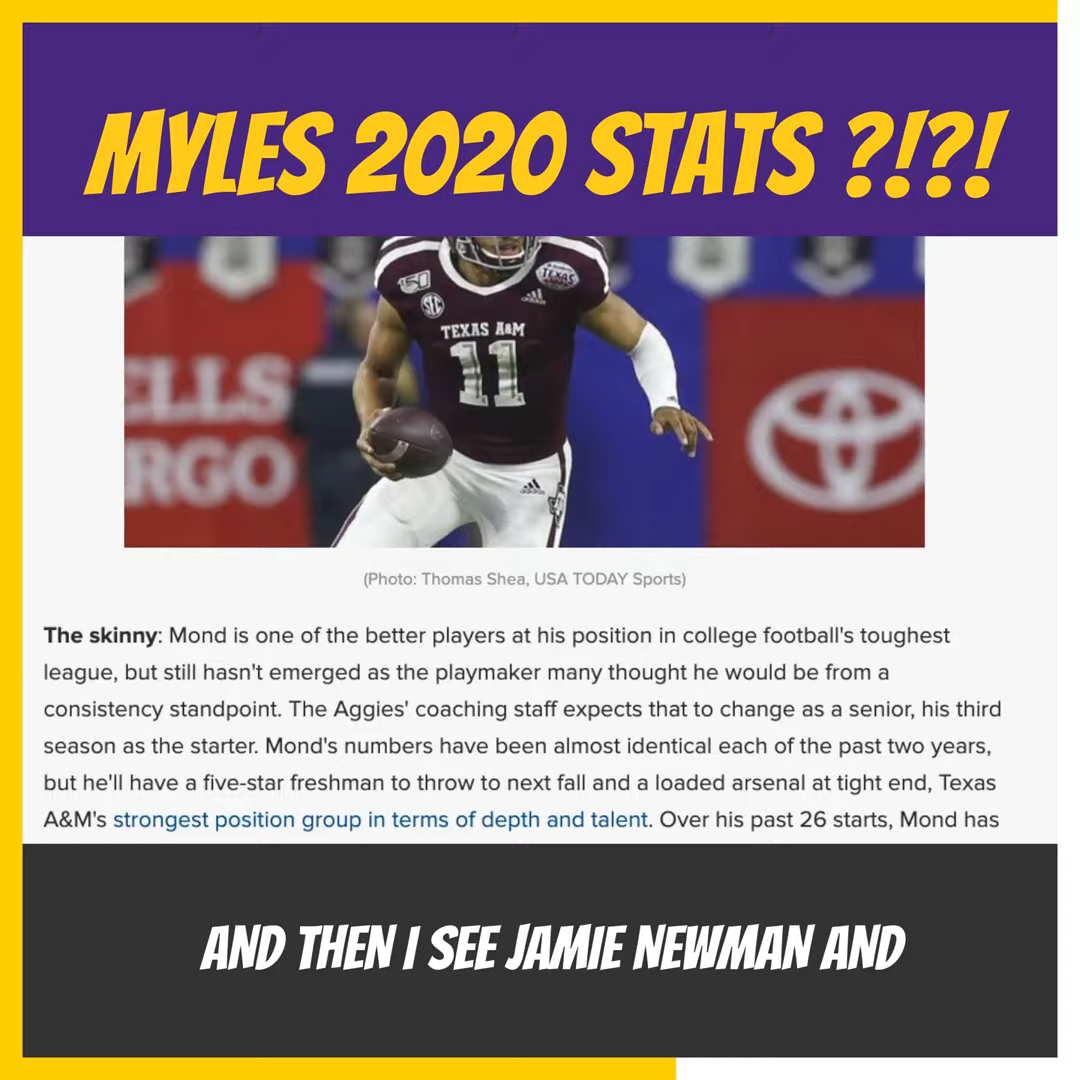 MYLES 2020 STATS ?!?!
150
SEC
TEXAS
adidas
TEXAS A&M
11
ELLS
RGO
(Photo: Thomas Shea, USA TODAY Sports)
The skinny: Mond is one of the better players at his position in college football's toughest
league, but still hasn't emerged as the playmaker many thought he would be from a
consistency standpoint. The Aggies' coaching staff expects that to change as a senior, his third
season as the starter. Mond's numbers have been almost identical each of the past two years,
but he'll have a five-star freshman to throw to next fall and a loaded arsenal at tight end, Texas
A&M's strongest position group in terms of depth and talent. Over his past 26 starts, Mond has
AND THEN I SEE JAMIE NEWMAN AND